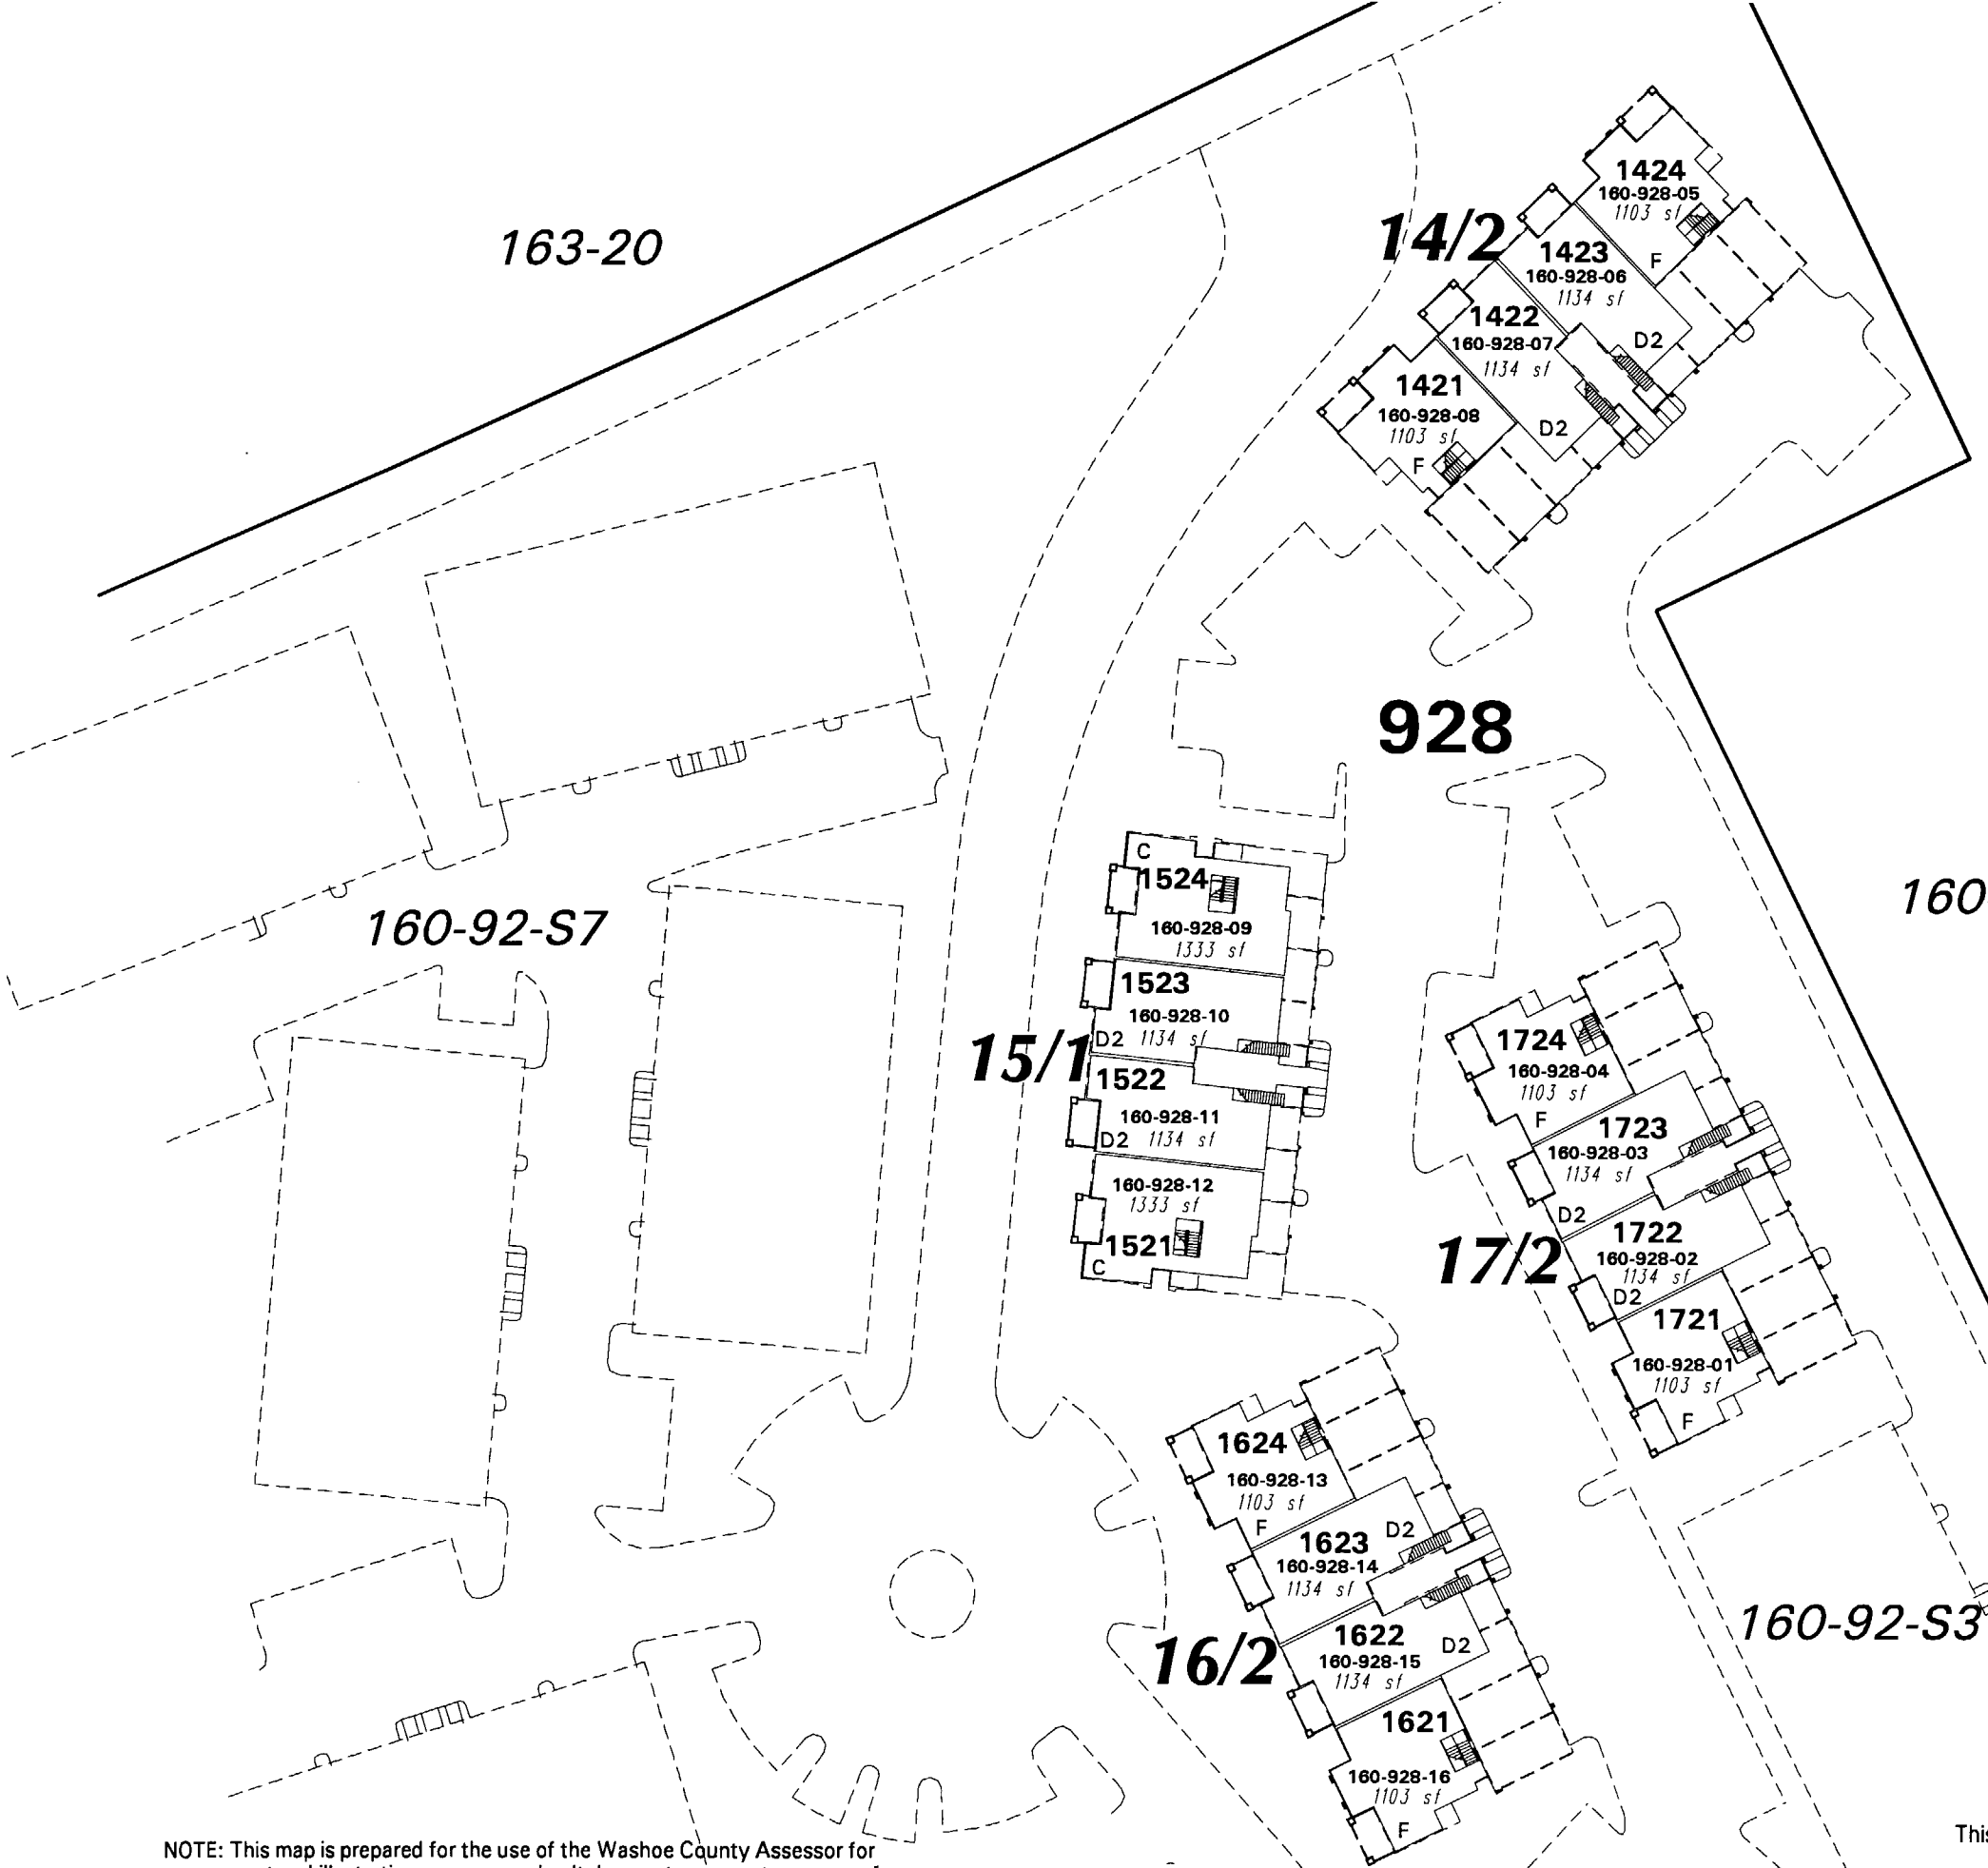 163-20
14/2
1424
160-928-05
1103 sf
F
1423
160-928-06
1134 sf
D2
1422
160-928-07
1134 sf
D2
1421
160-928-08
1103 sf
F
928
160-92-S7
160
15/1
C
1524
160-928-09
1333 sf
1523
160-928-10
D2 1134 sf
1522
160-928-11
D2 1134 sf
160-928-12
1333 sf
1521
C
17/2
1724
160-928-04
1103 sf
F
1723
160-928-03
1134 sf
D2
1722
160-928-02
1134 sf
D2
1721
160-928-01
1103 sf
F
16/2
1624
160-928-13
1103 sf
F
D2
1623
160-928-14
1134 sf
1622
D2
160-928-15
1134 sf
1621
160-928-16
1103 sf
F
160-92-S3
NOTE: This map is prepared for the use of the Washoe County Assessor for
This